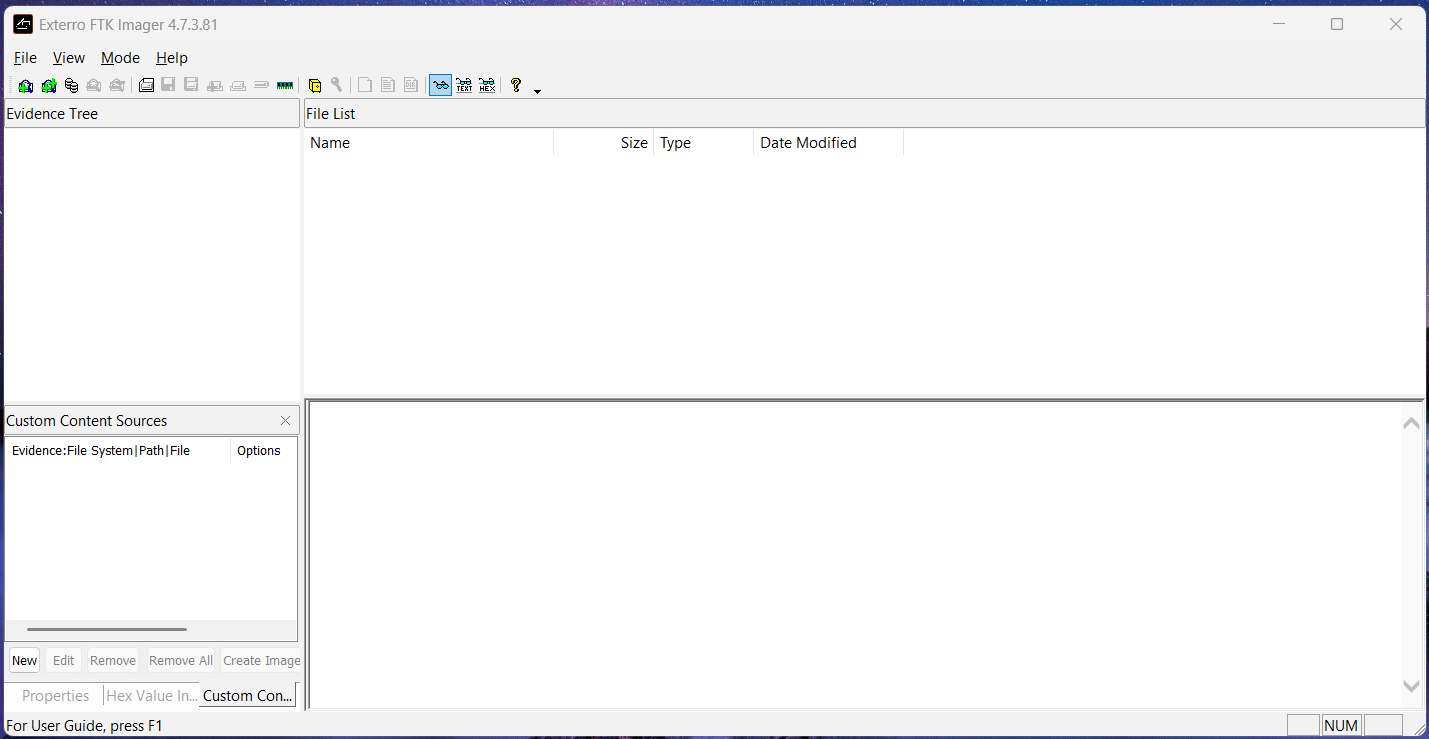 Exterro FTK Imager 4.7.3.81
File View Mode Help
TEXT HEX
Evidence Tree
File List
Name Size Type Date Modified
Custom Content Sources
Evidence:File System|Path|File Options
New Edit Remove Remove All Create Image
Properties Hex Value In... Custom Con...
For User Guide, press F1
NUM